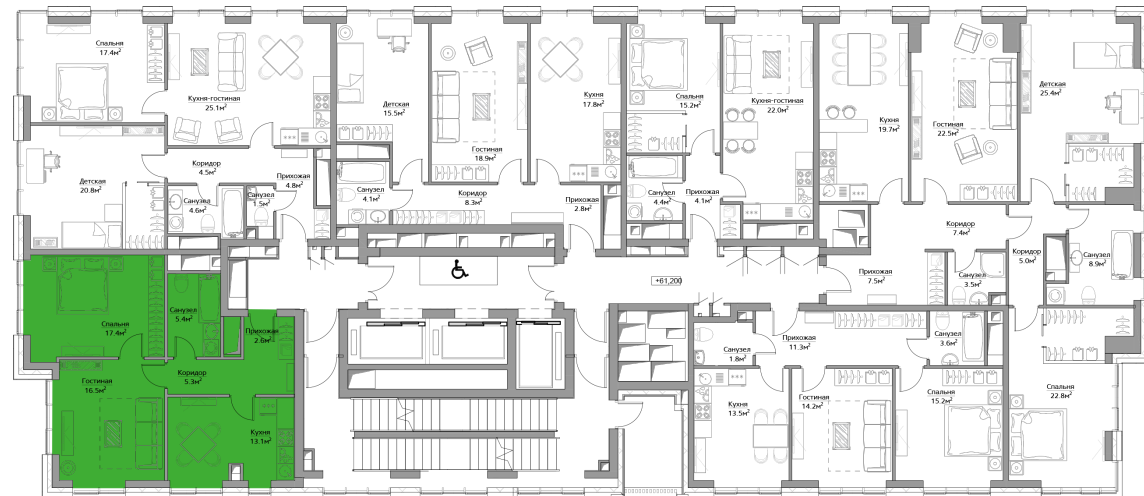 Спальня
17.4м²
Кухня-гостиная
25.1м²
Детская
15.5м²
Гостиная
18.9м²
Кухня
17.8м²
Спальня
15.2м²
Кухня-гостиная
22.0м²
Кухня
19.7м²
Гостиная
22.5м²
Детская
25.4м²
Детская
20.8м²
Коридор
4.5м²
Прихожая
4.8м²
Санузел
4.6м²
Санузел
1.5м²
Санузел
4.1м²
Коридор
8.3м²
Прихожая
2.8м²
Санузел
4.4м²
Прихожая
4.1м²
Коридор
7.4м²
Коридор
5.0м²
Санузел
8.9м²
Прихожая
7.5м²
Санузел
3.5м²
+61,200
Спальня
17.4м²
Санузел
5.4м²
Прихожая
2.6м²
Гостиная
16.5м²
Коридор
5.3м²
Кухня
13.1м²
Санузел
1.8м²
Прихожая
11.3м²
Санузел
3.6м²
Кухня
13.5м²
Гостиная
14.2м²
Спальня
15.2м²
Спальня
22.8м²